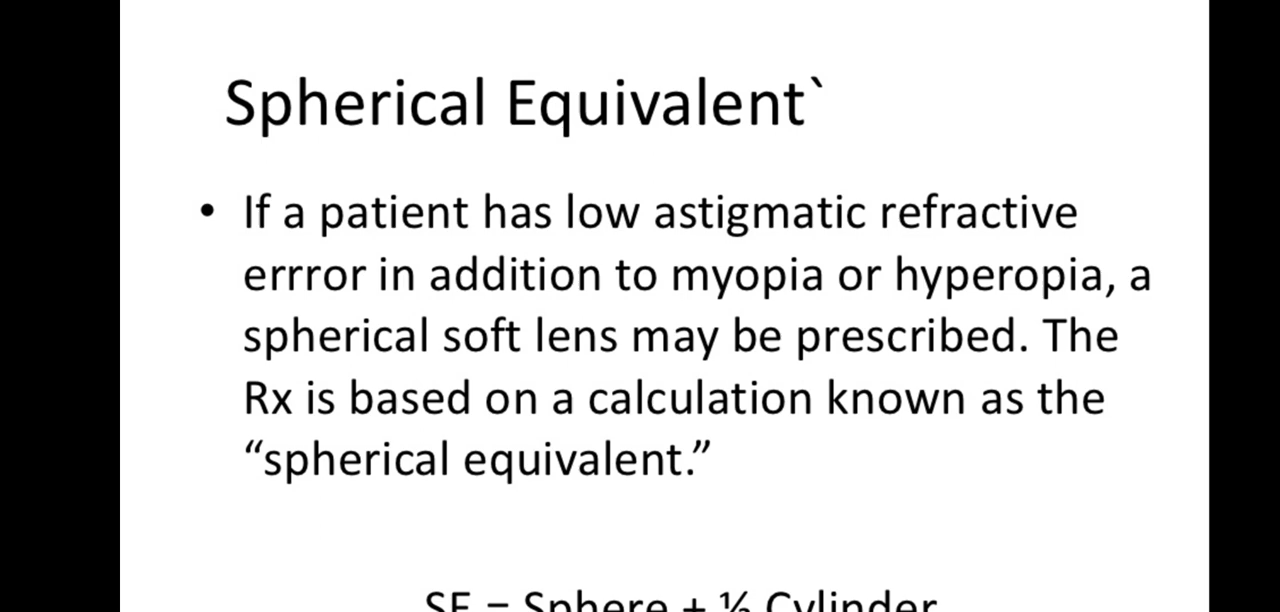 Spherical Equivalent`
• If a patient has low astigmatic refractive
errror in addition to myopia or hyperopia, a
spherical soft lens may be prescribed. The
Rx is based on a calculation known as the
“spherical equivalent.”
SE = Sphere + ½ Cylinder